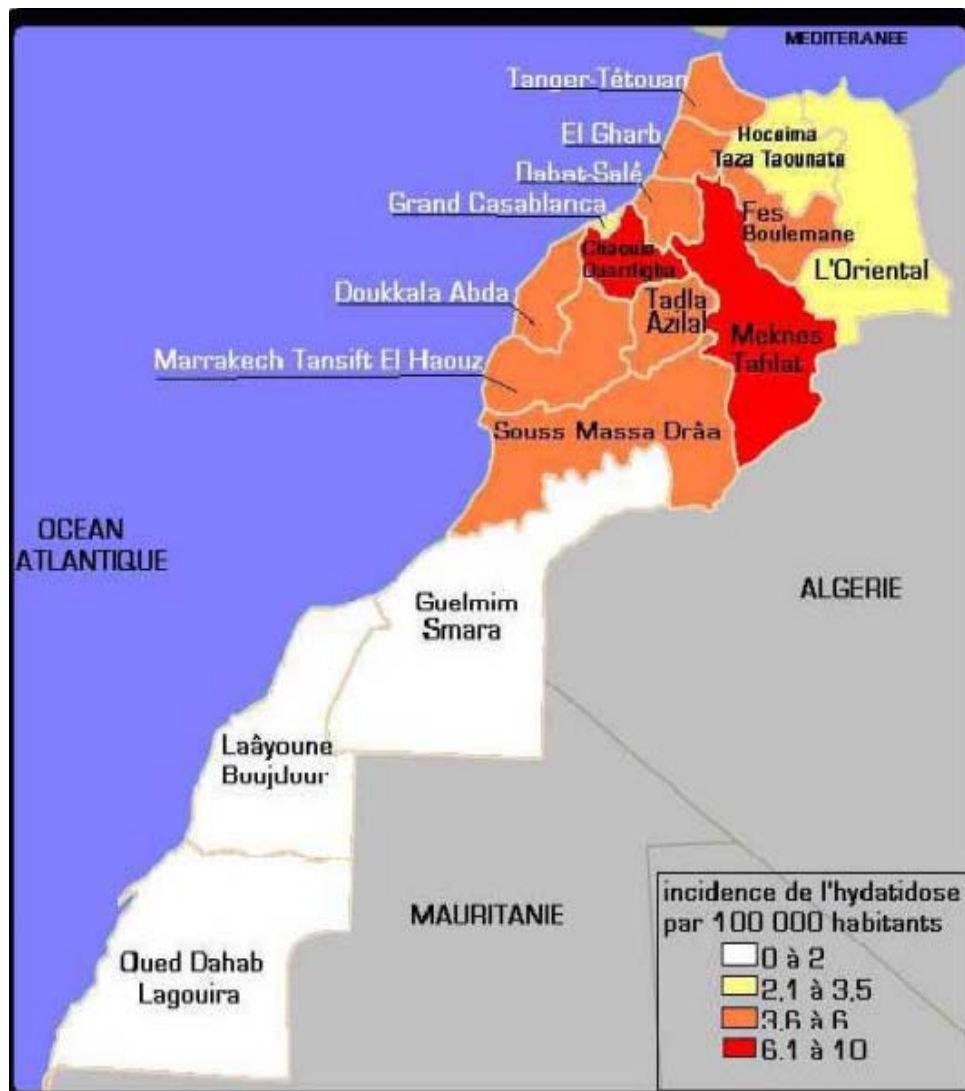 MEDITERANEE
Tanger-Tétouan
El Gharb
Hoceima
Taza Taounate
Rabat-Salé
Grand Casablanca
Fes
Boulemane
Chaouia
Ouardigha
L'Oriental
Doukkala Abda
Tadla
Azilal
Meknes
Tafilat
Marrakech Tansift El Haouz
Souss Massa Drâa
OCEAN
ATLANTIQUE
ALGERIE
Guelmim
Smara
Laâyoune
Boujdour
MAURITANIE
Oued Dahab
Lagouira
incidence de l'hydatidose
par 100 000 habitants
0 à 2
2,1 à 3,5
3,6 à 6
6,1 à 10